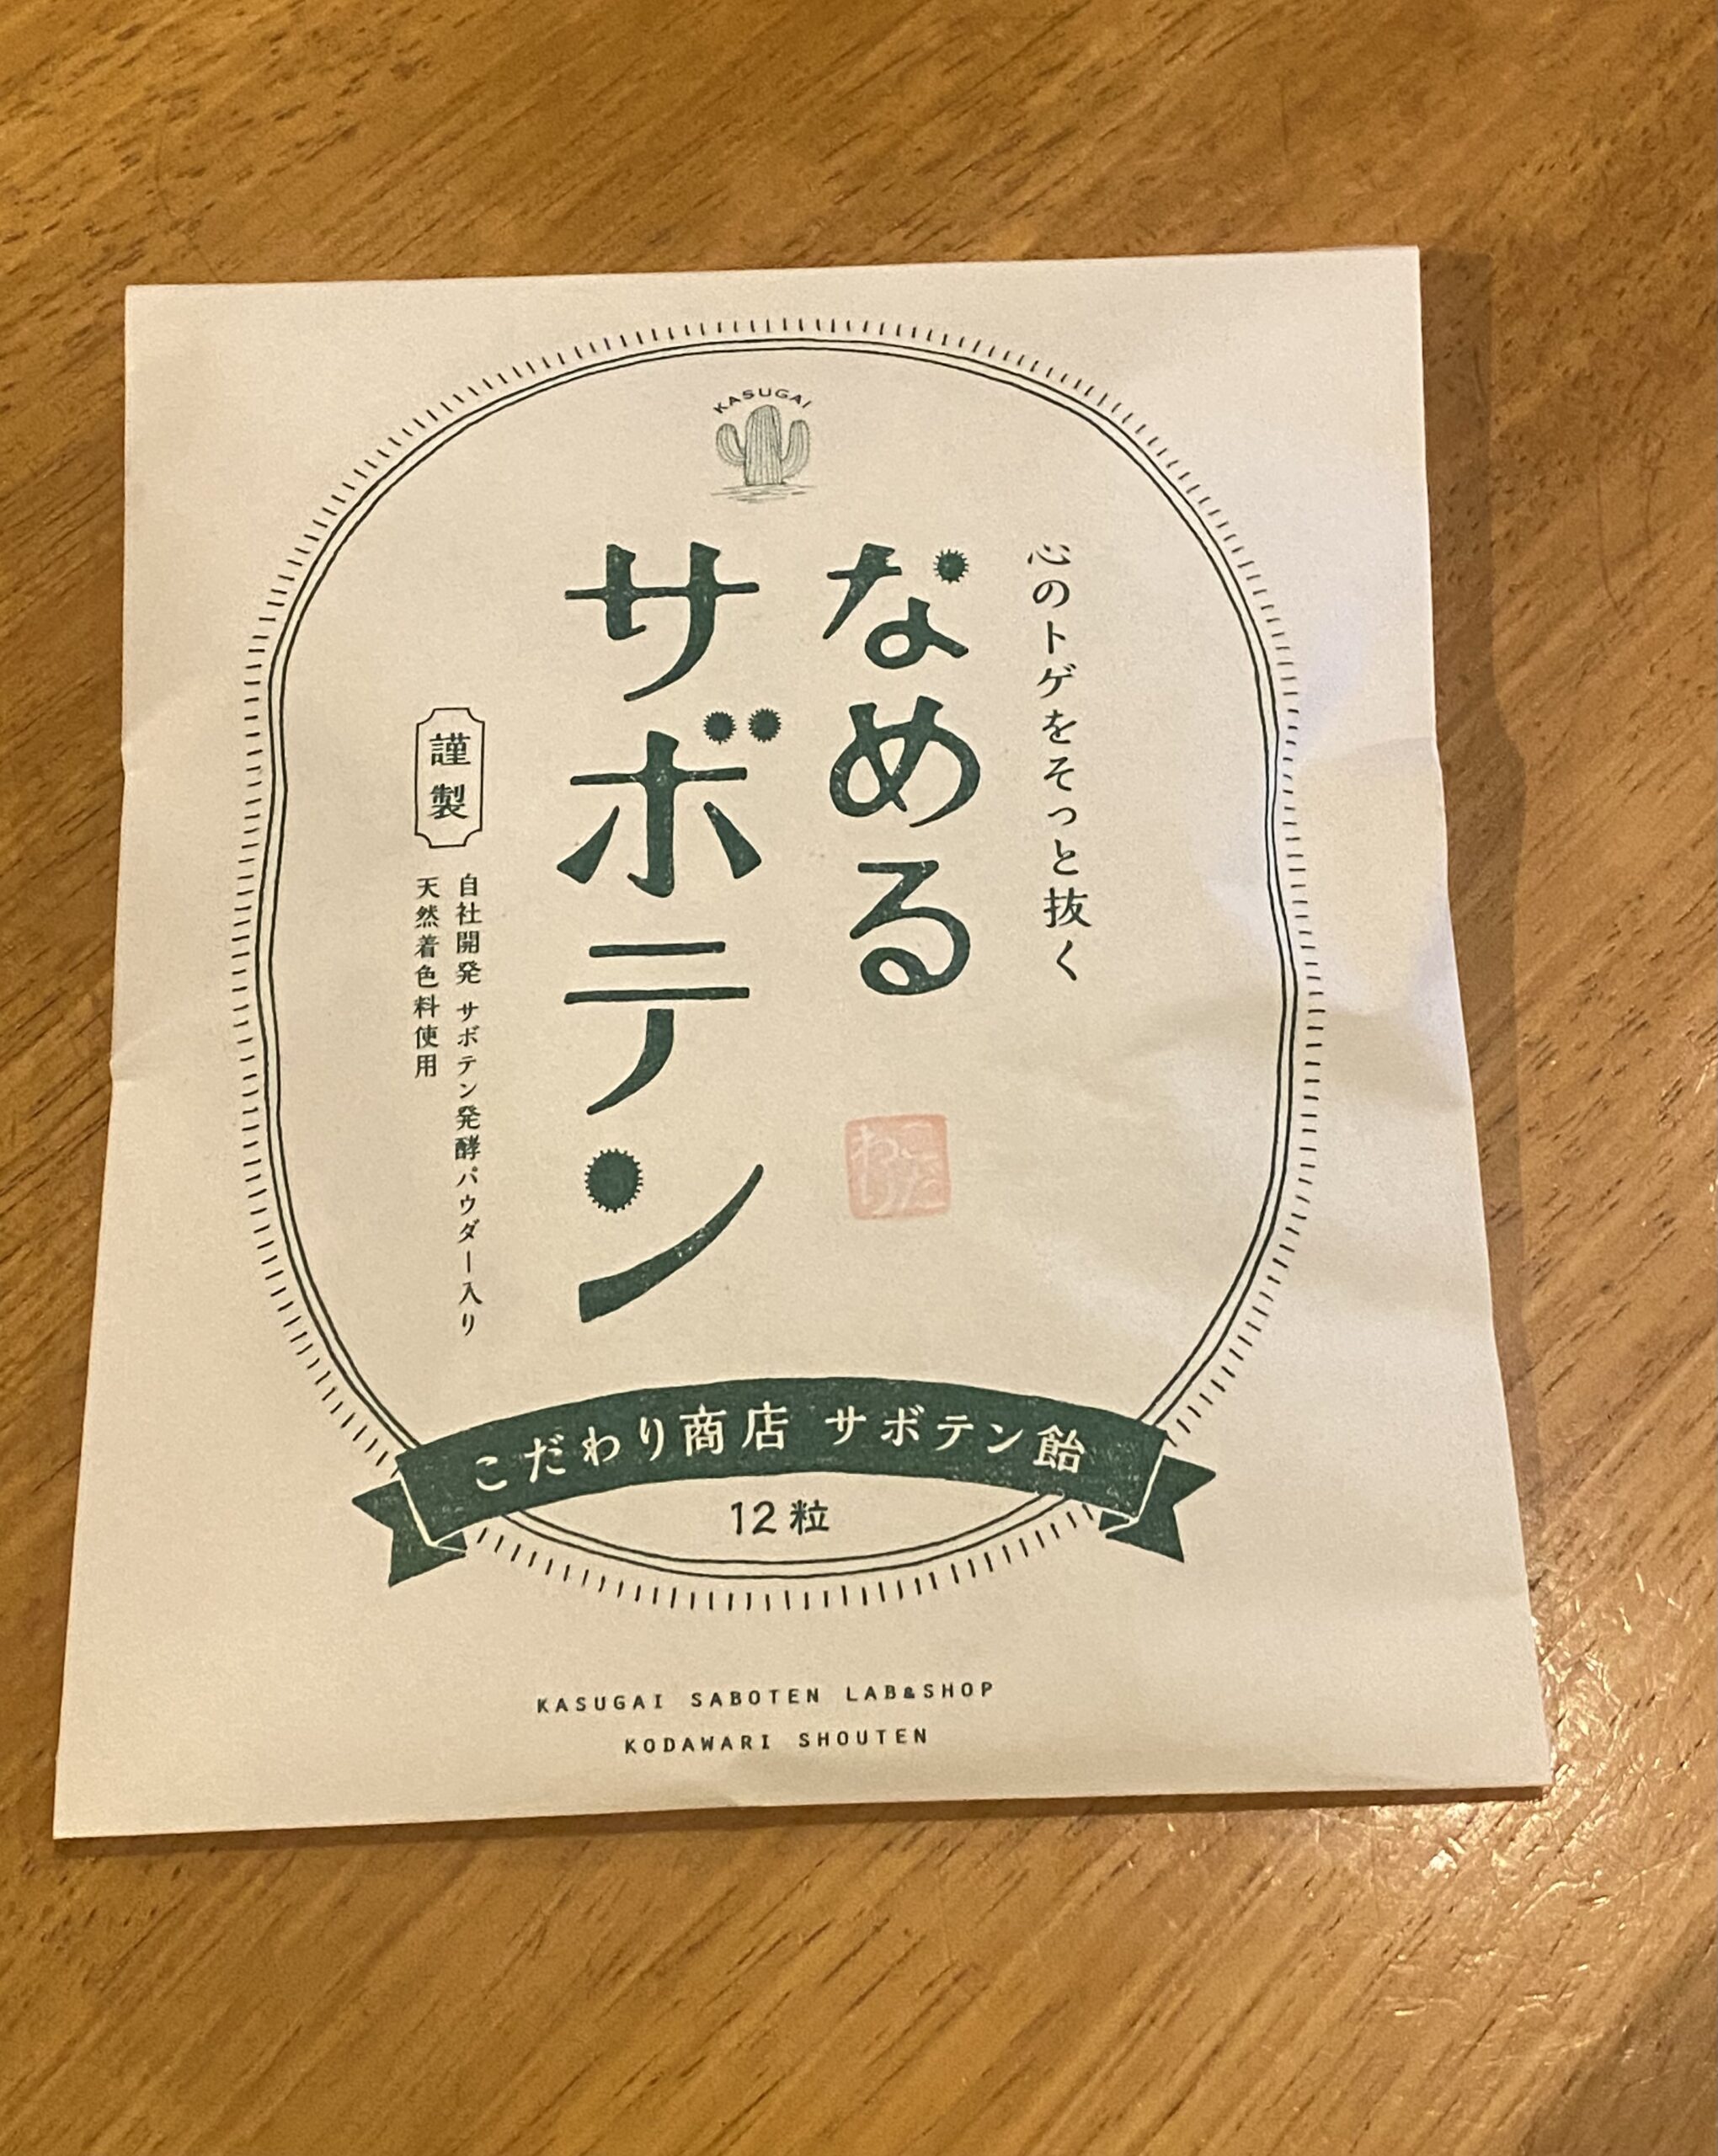 KASUGAI
心のトゲをそっと抜く
なめる
サボテン
こだ
わり
謹製
自社開発 サボテン発酵パウダー入り
天然着色料使用
こだわり商店 サボテン飴
12粒
KASUGAI SABOTEN LAB&SHOP
KODAWARI SHOUTEN